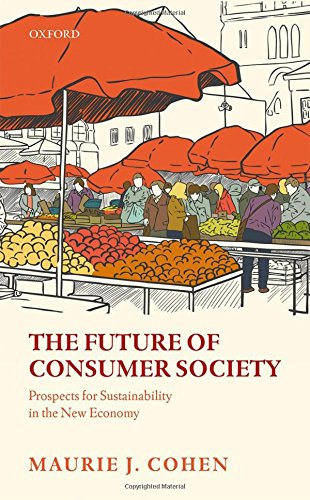 OXFORD
THE FUTURE OF
CONSUMER SOCIETY
Prospects for Sustainability
in the New Economy
MAURIE J. COHEN